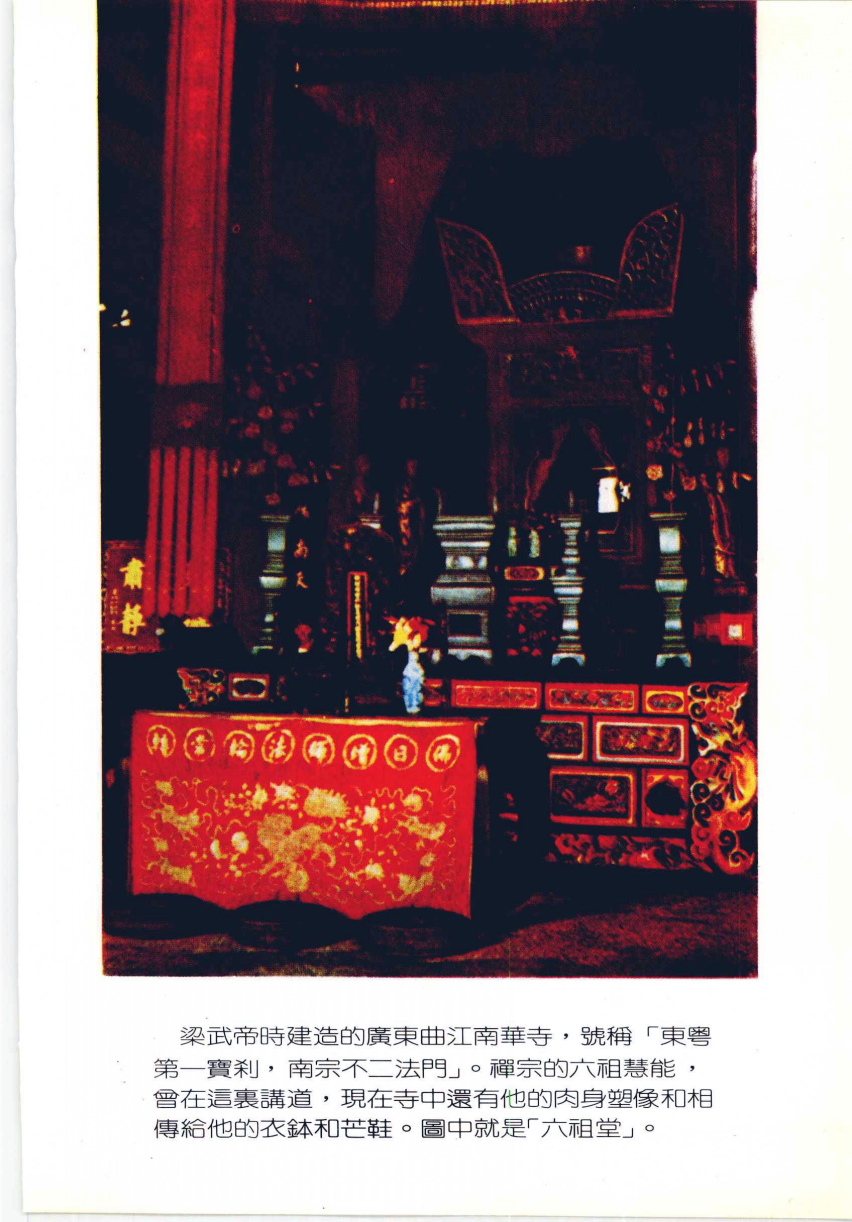 肅靜
佛日增輝法輪常轉
梁武帝時建造的廣東曲江南華寺，號稱「東粵
第一寶剎，南宗不二法門」。禪宗的六祖慧能，
曾在這裏講道，現在寺中還有他的肉身塑像和相
傳給他的衣鉢和芒鞋。圖中就是「六祖堂」。